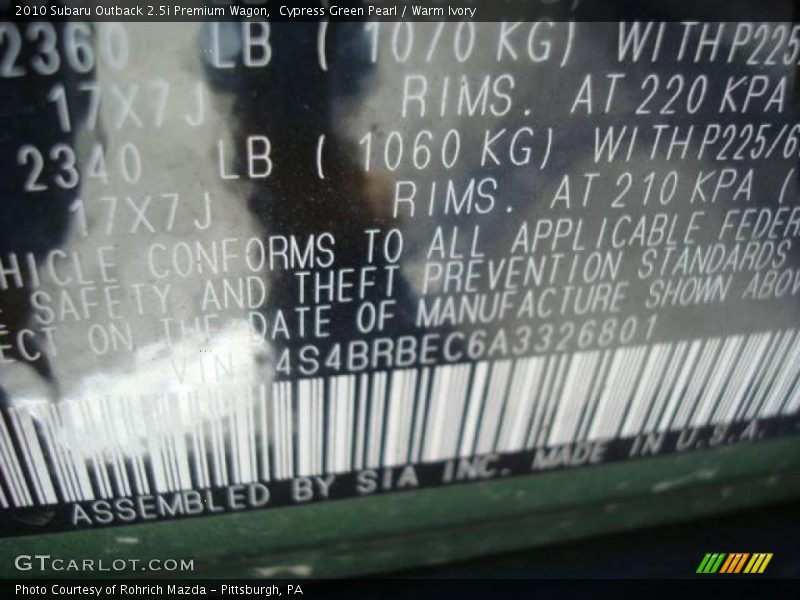 2010 Subaru Outback 2.5i Premium Wagon, Cypress Green Pearl / Warm Ivory
2360 LB ( 1070 KG) WITH P225
17X7J RIMS. AT 220 KPA
2340 LB ( 1060 KG) WITH P225/6
17X7J RIMS. AT 210 KPA (
HICLE CONFORMS TO ALL APPLICABLE FEDER
SAFETY AND THEFT PREVENTION STANDARDS
ECT ON THE DATE OF MANUFACTURE SHOWN ABOV
VIN 4S4BRBEC6A3326801
ASSEMBLED BY SIA INC. MADE IN U.S.A.
GTCARLOT.COM
Photo Courtesy of Rohrich Mazda - Pittsburgh, PA